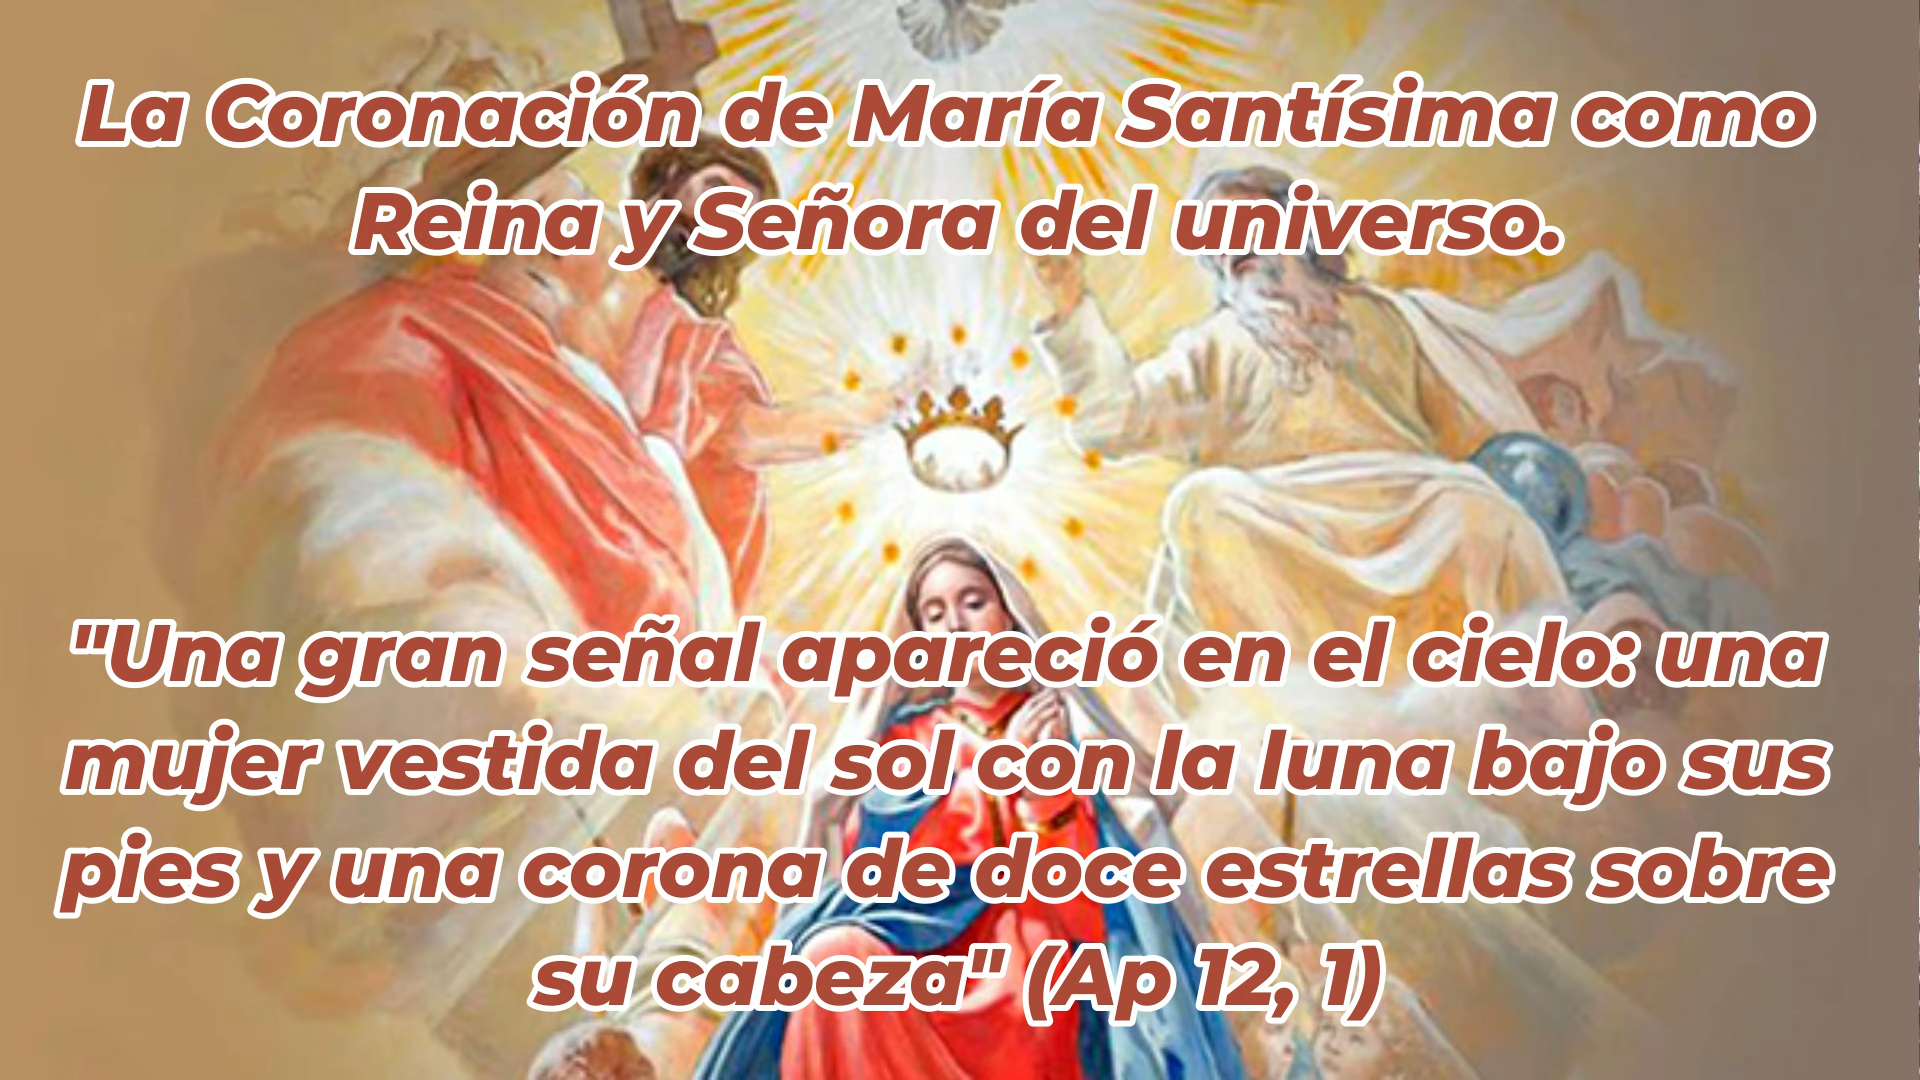 La Coronación de María Santísima como
Reina y Señora del universo.
"Una gran señal apareció en el cielo: una
mujer vestida del sol con la luna bajo sus
pies y una corona de doce estrellas sobre
su cabeza" (Ap 12, 1)